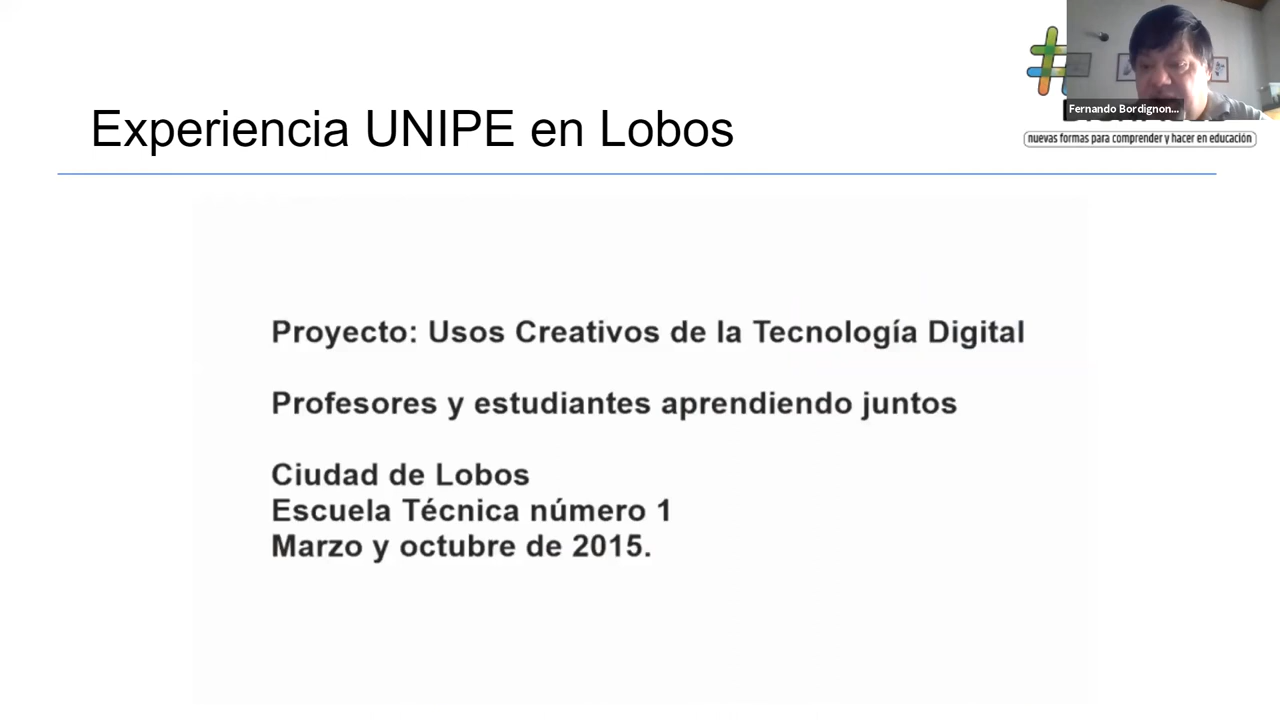 Experiencia UNIPE en Lobos
Fernando Bordignon...
nuevas formas para comprender y hacer en educación
Proyecto: Usos Creativos de la Tecnología Digital
Profesores y estudiantes aprendiendo juntos
Ciudad de Lobos
Escuela Técnica número 1
Marzo y octubre de 2015.